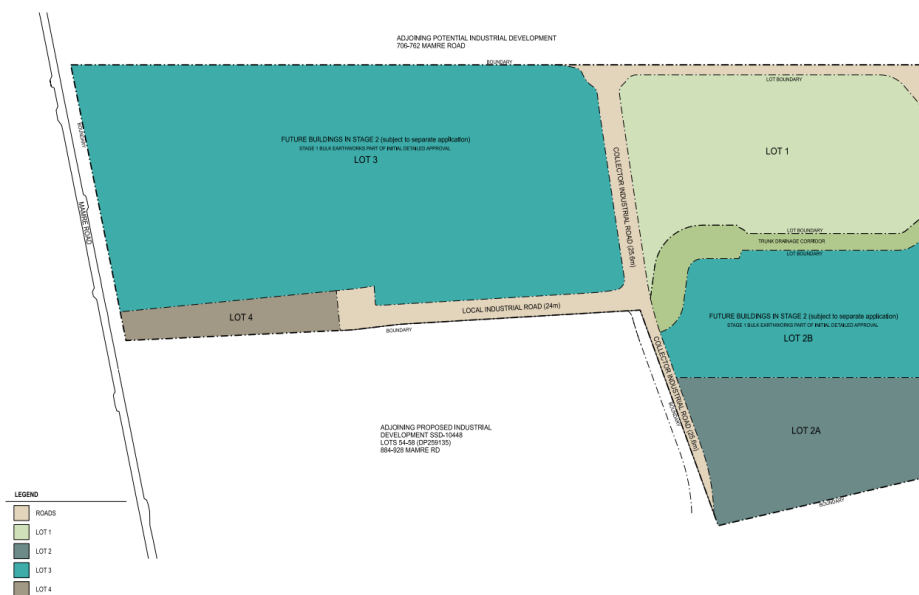 ADJOINING POTENTIAL INDUSTRIAL DEVELOPMENT
706-762 MAMRE ROAD
BOUNDARY
LOT BOUNDARY
BOUNDARY
FUTURE BUILDINGS IN STAGE 2 (subject to separate application)
STAGE 1 BULK EARTHWORKS PART OF INITIAL DETAILED APPROVAL
LOT 3
LOT 1
COLLECTOR INDUSTRIAL ROAD (25.6m)
MAMRE ROAD
LOT BOUNDARY
TRUNK DRAINAGE CORRIDOR
LOT BOUNDARY
LOT 4
LOCAL INDUSTRIAL ROAD (24m)
BOUNDARY
FUTURE BUILDINGS IN STAGE 2 (subject to separate application)
STAGE 1 BULK EARTHWORKS PART OF INITIAL DETAILED APPROVAL
LOT 2B
COLLECTOR INDUSTRIAL ROAD (25.6m)
BOUNDARY
ADJOINING PROPOSED INDUSTRIAL
DEVELOPMENT SSD-10448
LOTS 54-58 (DP259135)
884-928 MAMRE RD
LOT 2A
BOUNDARY
LEGEND
ROADS
LOT 1
LOT 2
LOT 3
LOT 4